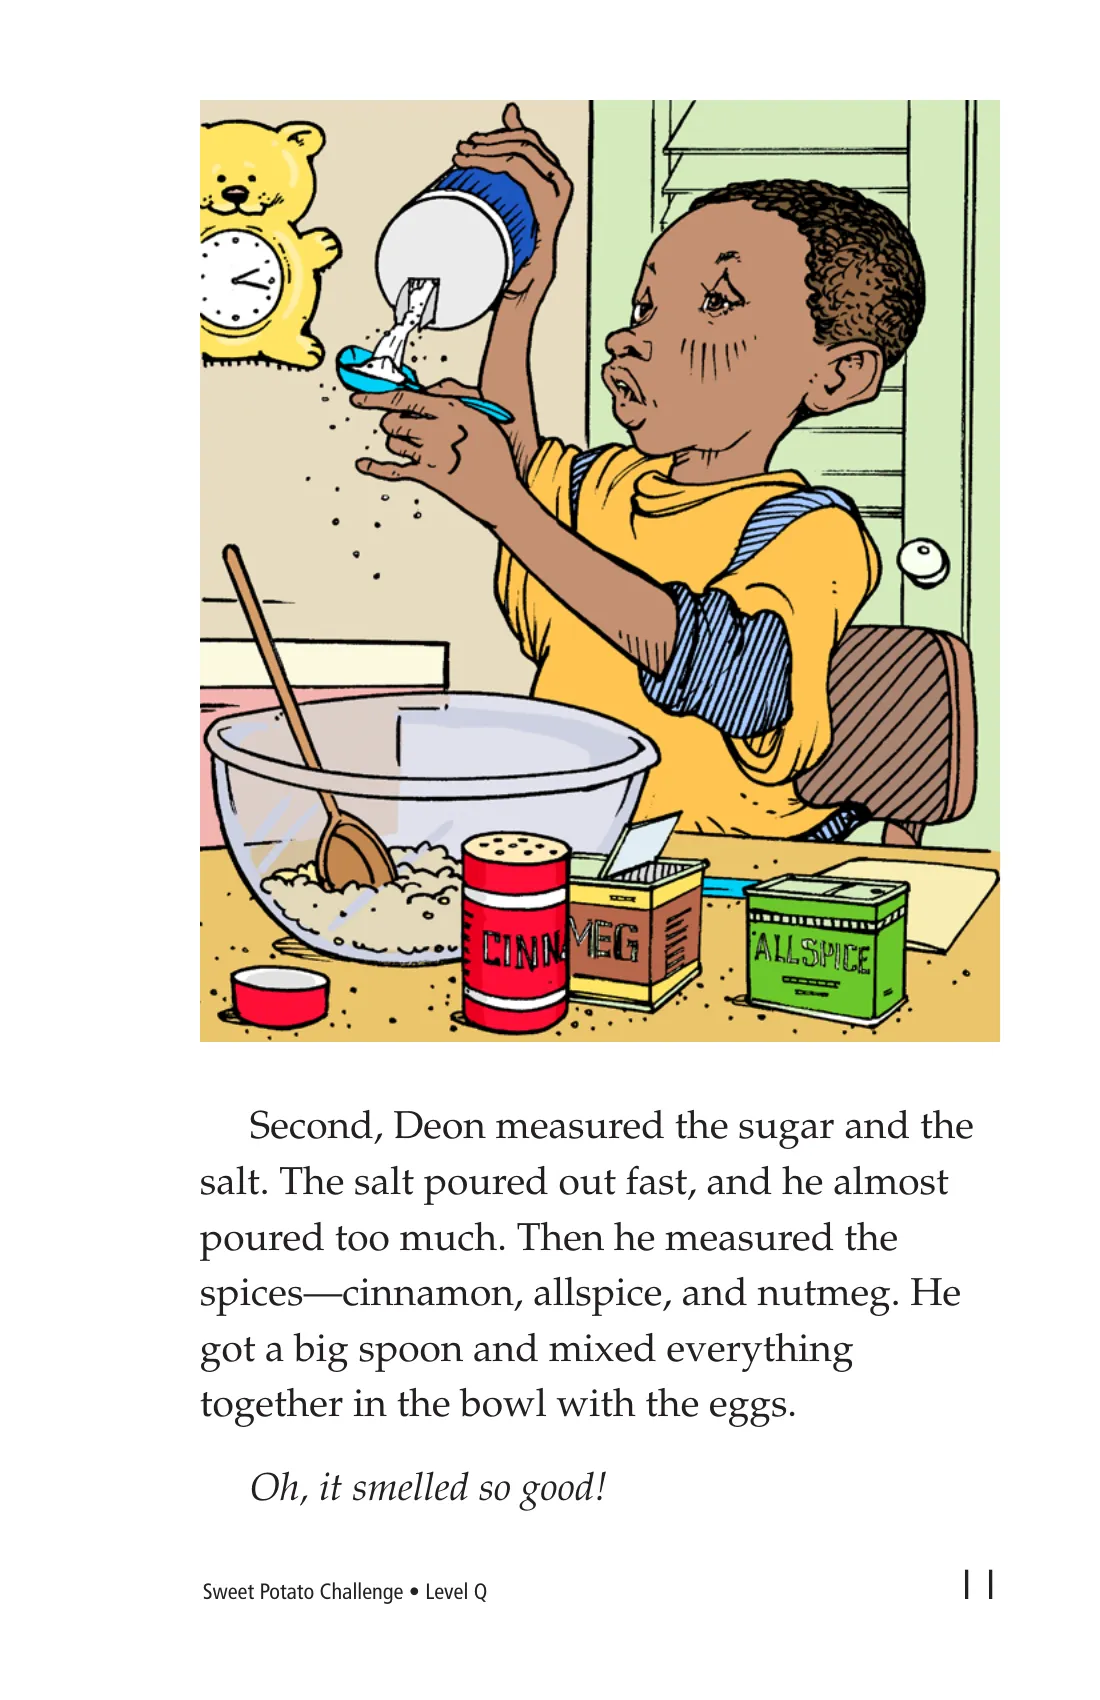 CINNA
MEG
ALLSPICE
Second, Deon measured the sugar and the
salt. The salt poured out fast, and he almost
poured too much. Then he measured the
spices—cinnamon, allspice, and nutmeg. He
got a big spoon and mixed everything
together in the bowl with the eggs.
Oh, it smelled so good!
Sweet Potato Challenge • Level Q
11